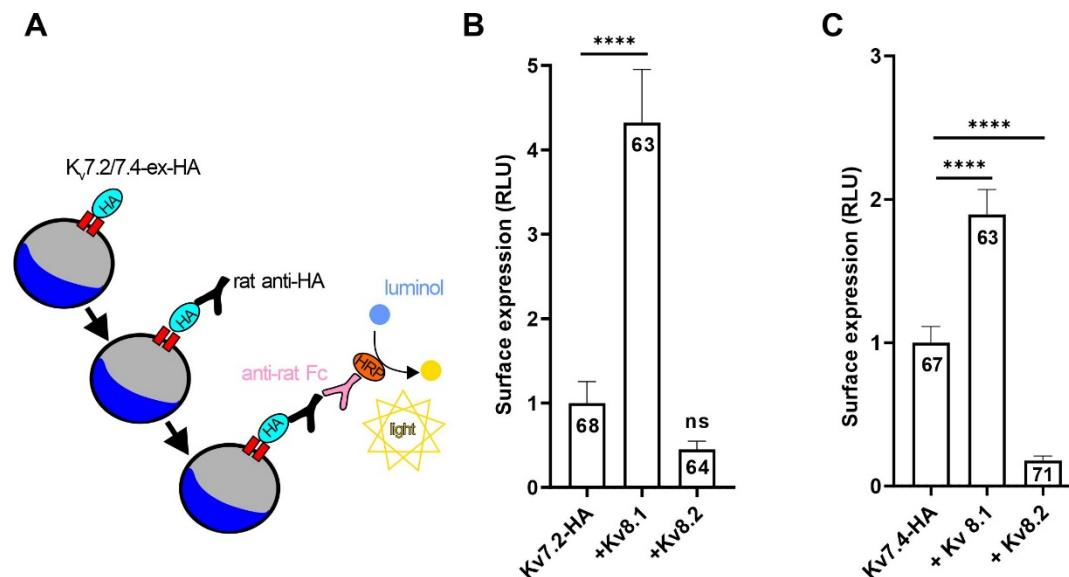 A
Kv7.2/7.4-ex-HA
HA
rat anti-HA
HA
luminol
HRP
anti-rat Fc
HA
light
B
****
5
4
3
2
1
0
Surface expression (RLU)
63
68
ns
64
Kv7.2-HA
+Kv8.1
+Kv8.2
C
3
2
1
0
Surface expression (RLU)
****
****
63
67
71
Kv7.4-HA
+ Kv 8.1
+ Kv8.2